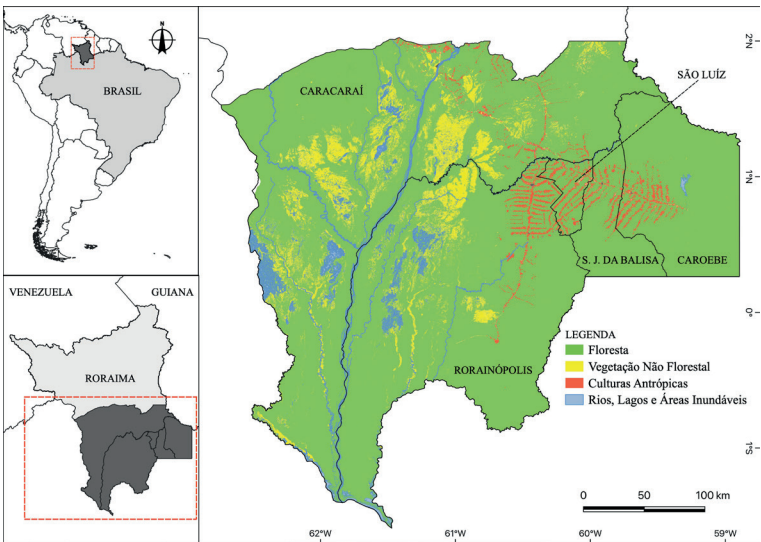 N
BRASIL
VENEZUELA
GUIANA
RORAIMA
CARACARAÍ
SÃO LUÍZ
S. J. DA BALISA
CAROEBE
RORAINÓPOLIS
LEGENDA
Floresta
Vegetação Não Florestal
Culturas Antrópicas
Rios, Lagos e Áreas Inundáveis
0 50 100 km
2°N
1°N
0°
1°S
62°W 61°W 60°W 59°W